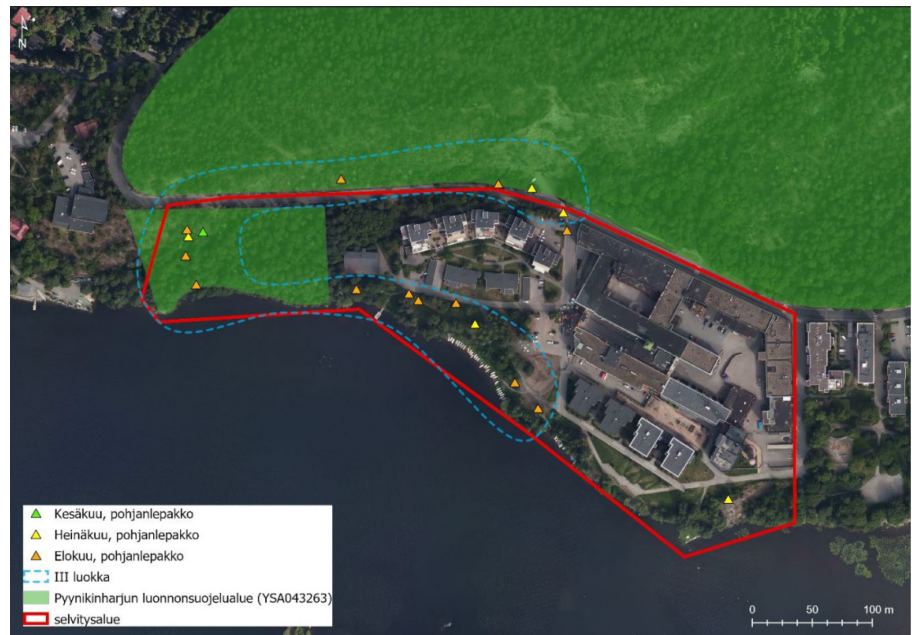 N
Kesäkuu, pohjanlepakko
Heinäkuu, pohjanlepakko
Elokuu, pohjanlepakko
III luokka
Pyynikinharjun luonnonsuojelualue (YSA043263)
selvitysalue
0 50 100 m